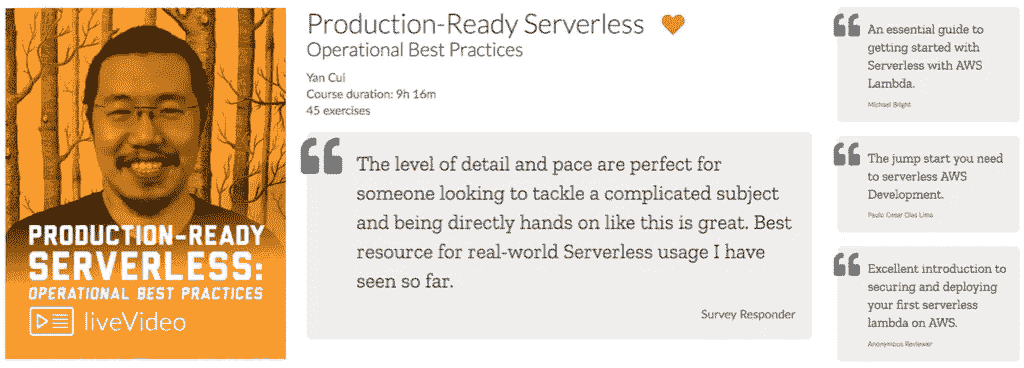 PRODUCTION-READY
SERVERLESS:
OPERATIONAL BEST PRACTICES
liveVideo
Production-Ready Serverless
Operational Best Practices
Yan Cui
Course duration: 9h 16m
45 exercises
The level of detail and pace are perfect for
someone looking to tackle a complicated subject
and being directly hands on like this is great. Best
resource for real-world Serverless usage I have
seen so far.
Survey Responder
An essential guide to
getting started with
Serverless with AWS
Lambda.
Michael Bright
The jump start you need
to serverless AWS
Development.
Paulo Cesar Dias Lima
Excellent introduction to
securing and deploying
your first serverless
lambda on AWS.
Anonymous Reviewer